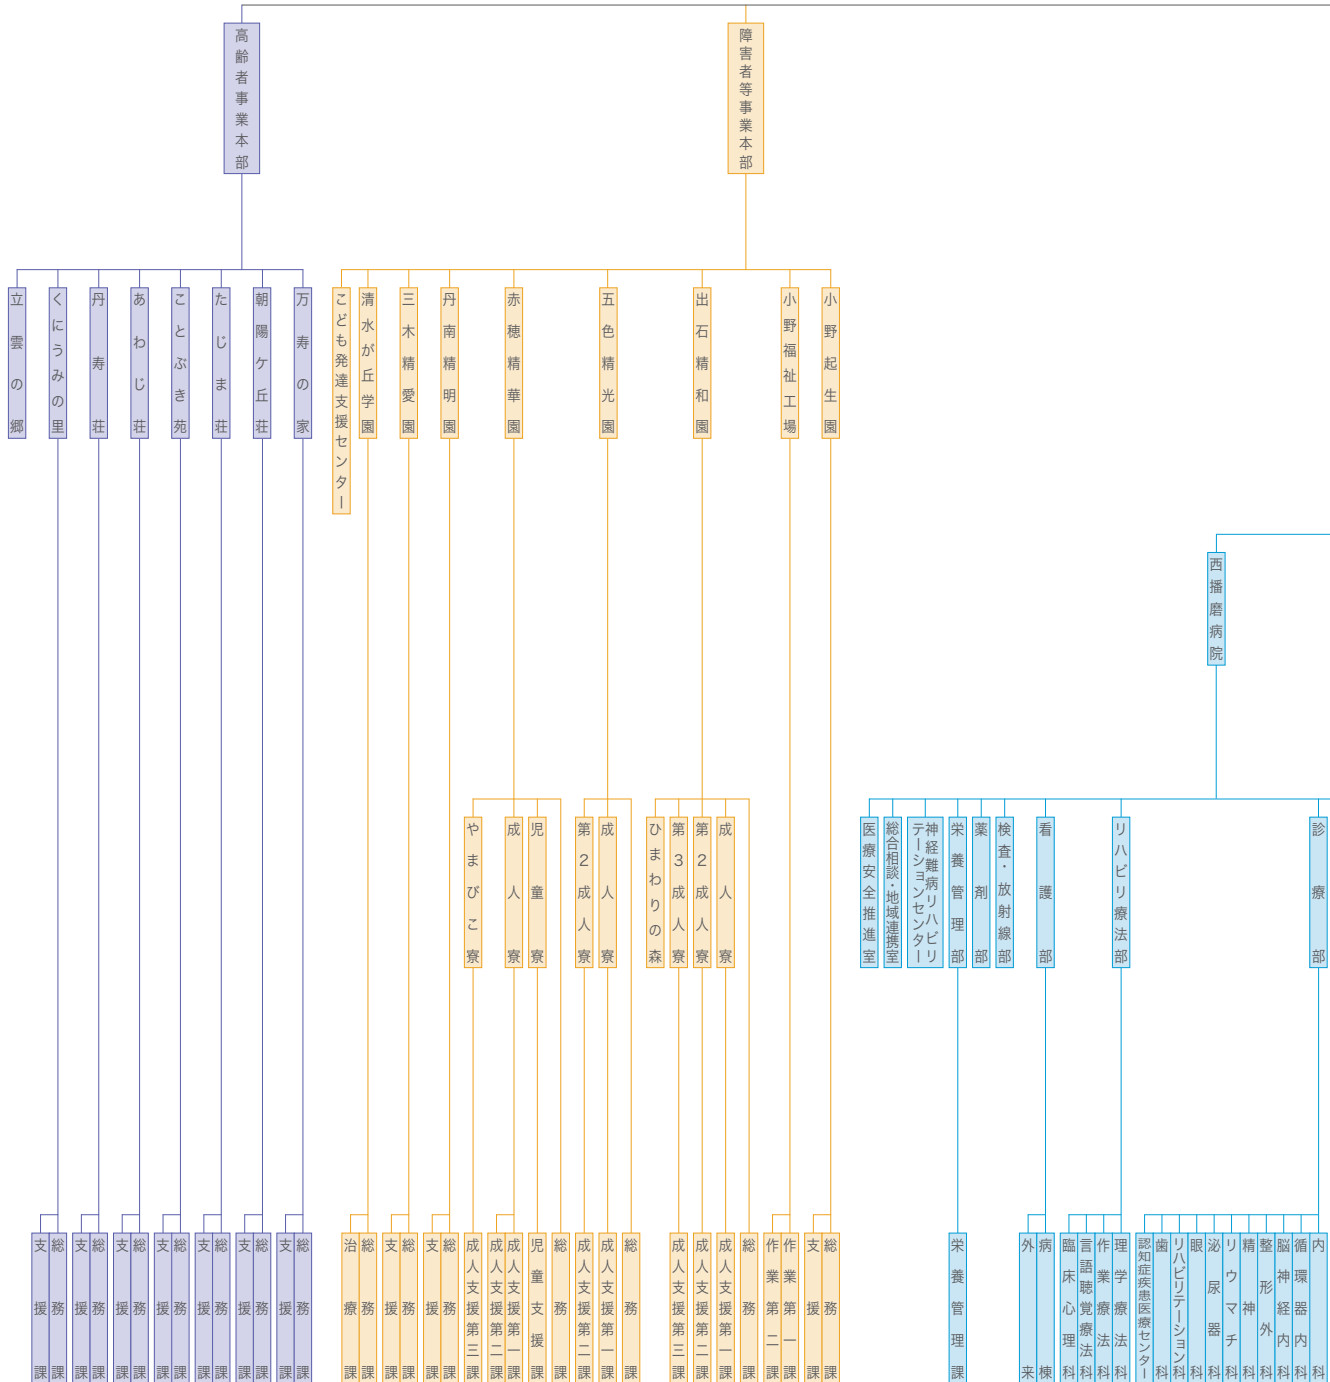 高齢者事業本部
障害者等事業本部
立雲の郷
くにうみの里
丹寿荘
あわじ荘
ことぶき苑
たじま荘
朝陽ケ丘荘
万寿の家
こども発達支援センター
清水が丘学園
三木精愛園
丹南精明園
赤穂精華園
五色精光園
出石精和園
小野福祉工場
小野起生園
西播磨病院
やまびこ寮
成人寮
児童寮
第2成人寮
成人寮
ひまわりの森
第3成人寮
第2成人寮
成人寮
医療安全推進室
総合相談・地域連携室
神経難病リハビリ
テーションセンター
栄養管理部
薬剤部
検査・放射線部
看護部
リハビリ療法部
診療部
支援課
総務課
支援課
総務課
支援課
総務課
支援課
総務課
支援課
総務課
支援課
総務課
支援課
総務課
治療課
総務課
支援課
総務課
支援課
総務課
成人支援第三課
成人支援第二課
成人支援第一課
児童支援課
総務課
成人支援第二課
成人支援第一課
総務課
成人支援第三課
成人支援第二課
成人支援第一課
総務課
作業第二課
作業第一課
支援課
総務課
栄養管理課
外来
病棟
臨床心理科
言語聴覚療法科
作業療法科
理学療法科
認知症疾患医療センター
歯科
リハビリテーション科
眼科
泌尿器科
リウマチ科
精神科
整形外科
脳神経内科
循環器内科
内科